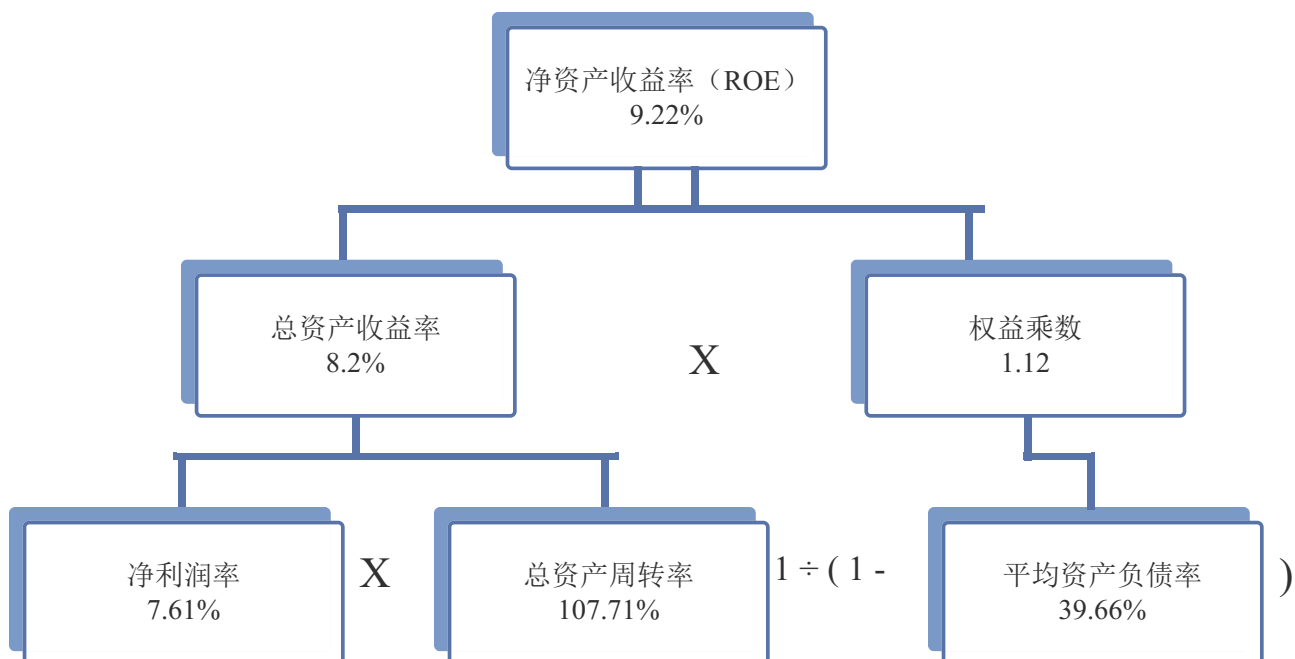 净资产收益率（ROE）
9.22%
总资产收益率
8.2%
X
权益乘数
1.12
净利润率
7.61%
X
总资产周转率
107.71%
1 ÷ ( 1 -
平均资产负债率
39.66%
)